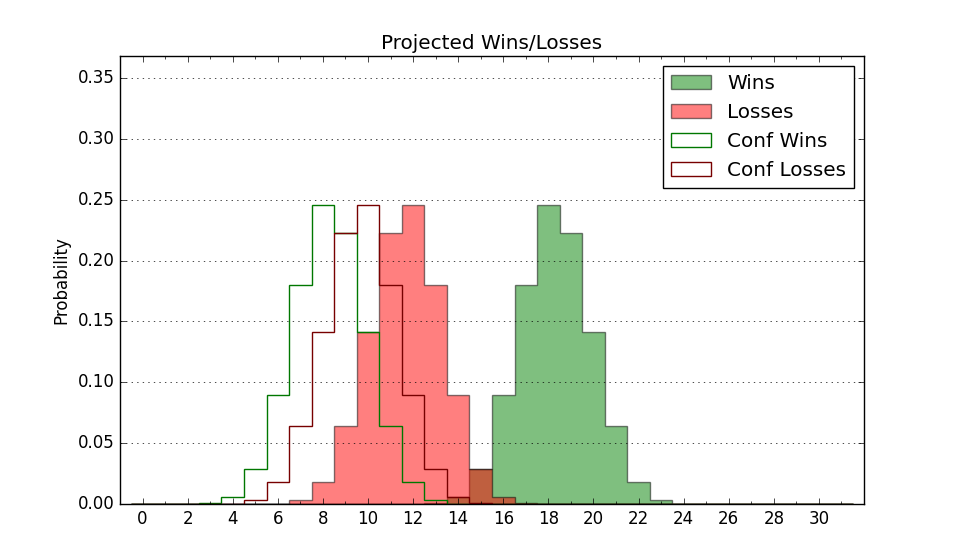 Projected Wins/Losses
Wins
Losses
Conf Wins
Conf Losses
Probability
0.35
0.30
0.25
0.20
0.15
0.10
0.05
0.00
0 2 4 6 8 10 12 14 16 18 20 22 24 26 28 30